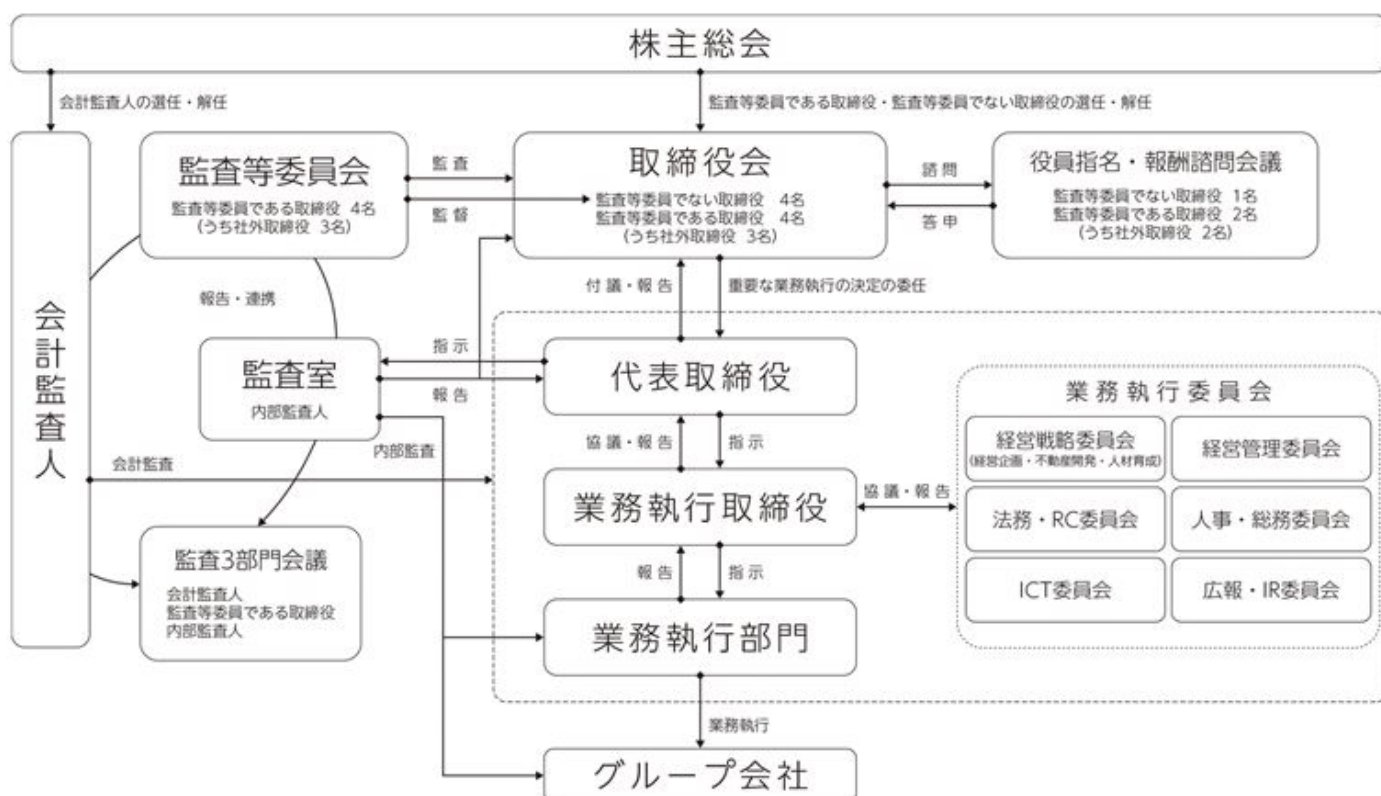 株主総会
会計監査人の選任・解任
監査等委員である取締役・監査等委員でない取締役の選任・解任
会計監査人
監査等委員会
監査等委員である取締役 4名
(うち社外取締役 3名)
監査
監督
取締役会
監査等委員でない取締役 4名
監査等委員である取締役 4名
(うち社外取締役 3名)
諮問
答申
役員指名・報酬諮問会議
監査等委員でない取締役 1名
監査等委員である取締役 2名
(うち社外取締役 2名)
報告・連携
付議・報告
重要な業務執行の決定の委任
監査室
内部監査人
指示
報告
代表取締役
内部監査
会計監査
協議・報告
指示
業務執行取締役
協議・報告
業務執行委員会
経営戦略委員会
(経営企画・不動産開発・人材育成)
経営管理委員会
法務・RC委員会
人事・総務委員会
ICT委員会
広報・IR委員会
監査3部門会議
会計監査人
監査等委員である取締役
内部監査人
報告
指示
業務執行部門
業務執行
グループ会社